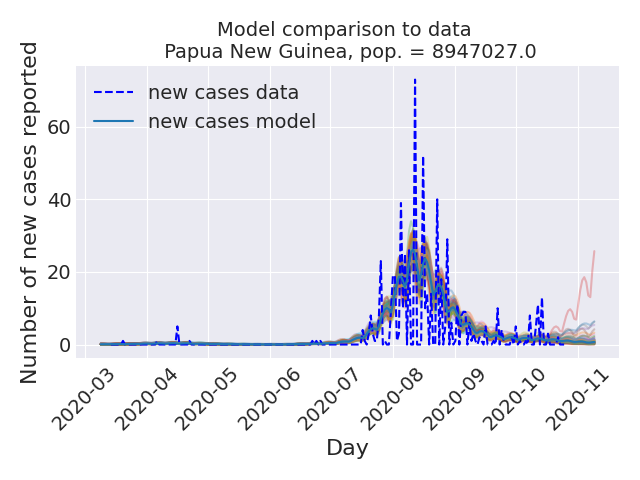 Model comparison to data
Papua New Guinea, pop. = 8947027.0
new cases data
new cases model
Number of new cases reported
60
40
20
0
2020-03
2020-04
2020-05
2020-06
2020-07
2020-08
2020-09
2020-10
2020-11
Day